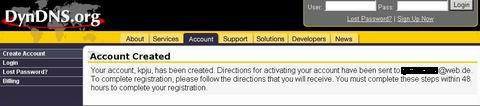 DynDNS.org
User: Pass: Login
Lost Password? | Sign Up Now
About Services Account Support Solutions Developers News
Create Account
Login
Lost Password?
Billing
Account Created
Your account, kpju, has been created. Directions for activating your account have been sent to @web.de.
To complete registration, please follow the directions that you will receive. You must complete these steps within 48
hours to complete your registration.